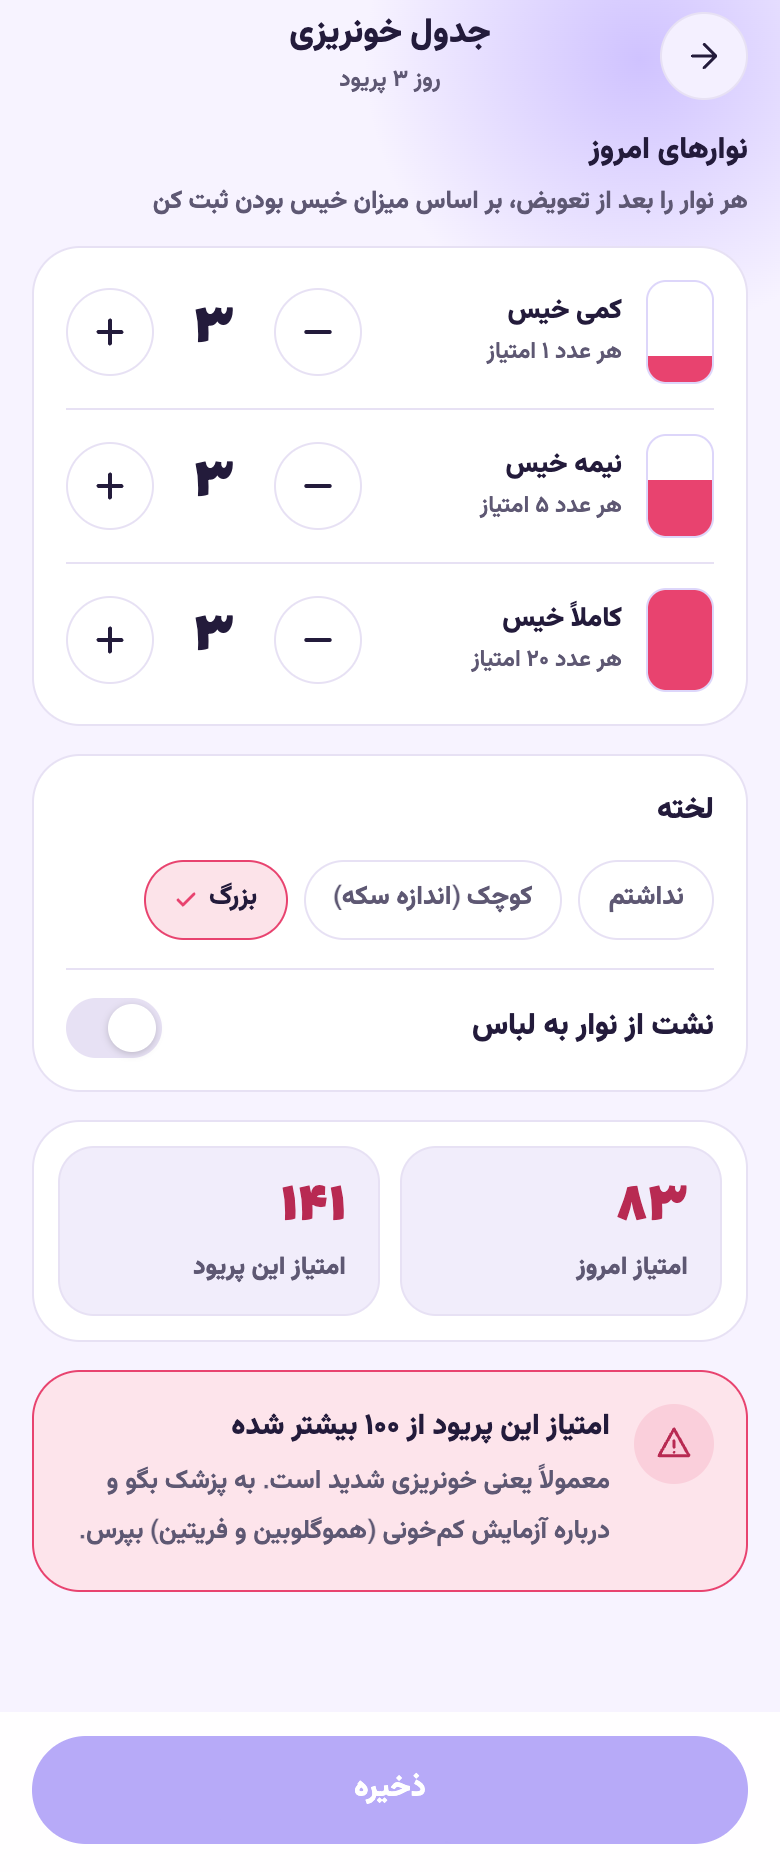 جدول خونریزی
روز ۳ پریود
نوارهای امروز
هر نوار را بعد از تعویض، بر اساس میزان خیس بودن ثبت کن
کمی خیس
هر عدد ۱ امتیاز
۳
نیمه خیس
هر عدد ۵ امتیاز
۳
کاملاً خیس
هر عدد ۲۰ امتیاز
۳
لخته
نداشتم
کوچک (اندازه سکه)
بزرگ
نشت از نوار به لباس
۸۳
امتیاز امروز
۱۴۱
امتیاز این پریود
امتیاز این پریود از ۱۰۰ بیشتر شده
معمولاً یعنی خونریزی شدید است. به پزشک بگو و
درباره آزمایش کم‌خونی (هموگلوبین و فریتین) بپرس.
ذخیره